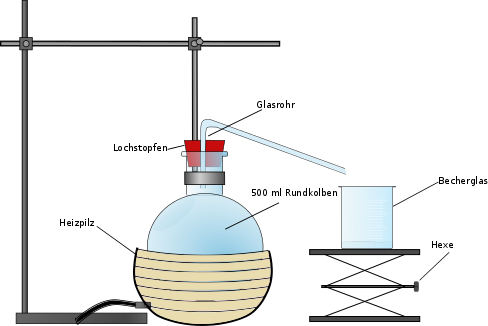 Glasrohr
Lochstopfen
Becherglas
500 ml Rundkolben
Heizpilz
Hexe